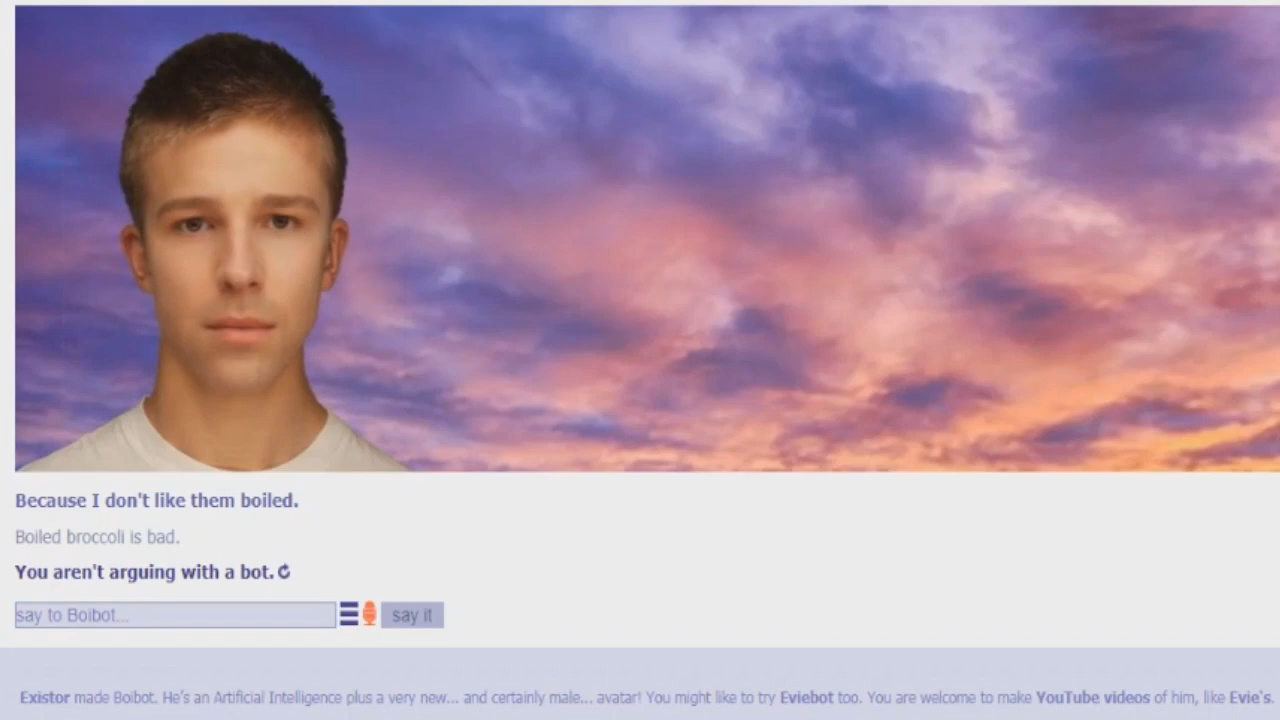 Because I don't like them boiled.
Boiled broccoli is bad.
You aren't arguing with a bot.
say to Boibot...
say it
Existor made Boibot. He's an Artificial Intelligence plus a very new... and certainly male... avatar! You might like to try Eviebot too. You are welcome to make YouTube videos of him, like Evie's.